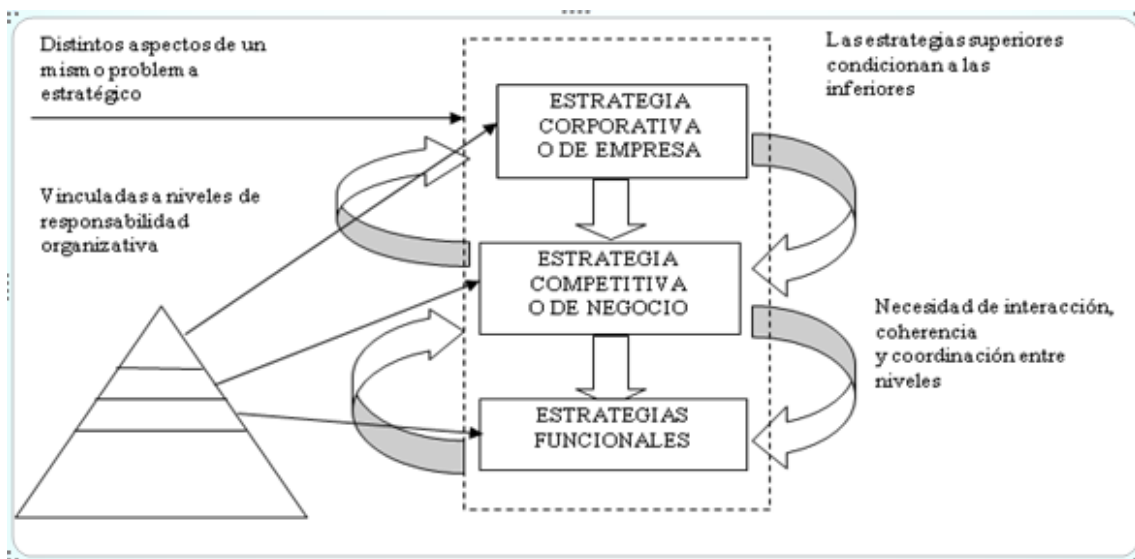 Distintos aspectos de un
mismo problema
estratégico
Las estrategias superiores
condicionan a las
inferiores
ESTRATEGIA
CORPORATIVA
O DE EMPRESA
Vinculadas a niveles de
responsabilidad
organizativa
ESTRATEGIA
COMPETITIVA
O DE NEGOCIO
Necesidad de interacción,
coherencia
y coordinación entre
niveles
ESTRATEGIAS
FUNCIONALES